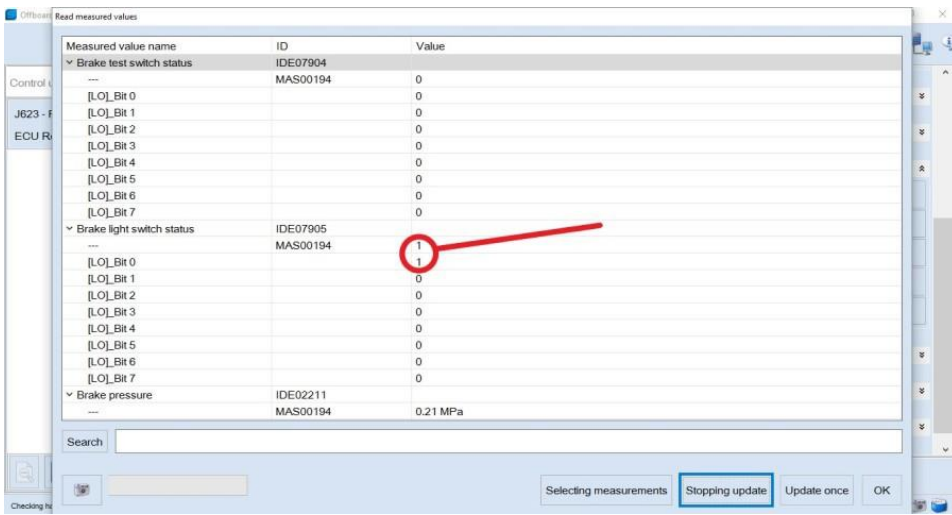 Offboar
Read measured values
Measured value name ID Value
Brake test switch status IDE07904
--- MAS00194 0
[LO]_Bit 0 0
[LO]_Bit 1 0
[LO]_Bit 2 0
[LO]_Bit 3 0
[LO]_Bit 4 0
[LO]_Bit 5 0
[LO]_Bit 6 0
[LO]_Bit 7 0
Brake light switch status IDE07905
--- MAS00194 1
[LO]_Bit 0 1
[LO]_Bit 1 0
[LO]_Bit 2 0
[LO]_Bit 3 0
[LO]_Bit 4 0
[LO]_Bit 5 0
[LO]_Bit 6 0
[LO]_Bit 7 0
Brake pressure IDE02211
--- MAS00194 0.21 MPa
Control
J623 -
ECU
Search
Selecting measurements Stopping update Update once OK
Checking